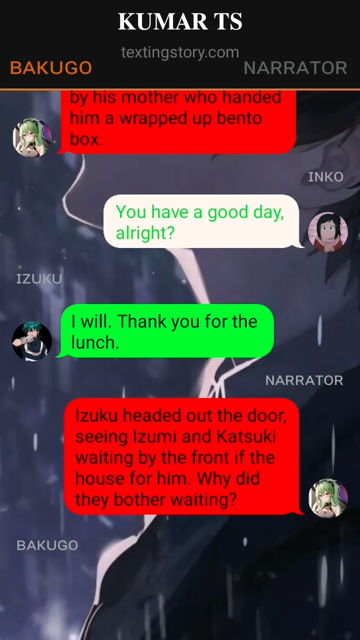 KUMAR TS
textingstory.com
BAKUGO
NARRATOR
by his mother who handed
him a wrapped up bento
box.
INKO
You have a good day,
alright?
IZUKU
I will. Thank you for the
lunch.
NARRATOR
Izuku headed out the door,
seeing Izumi and Katsuki
waiting by the front if the
house for him. Why did
they bother waiting?
BAKUGO